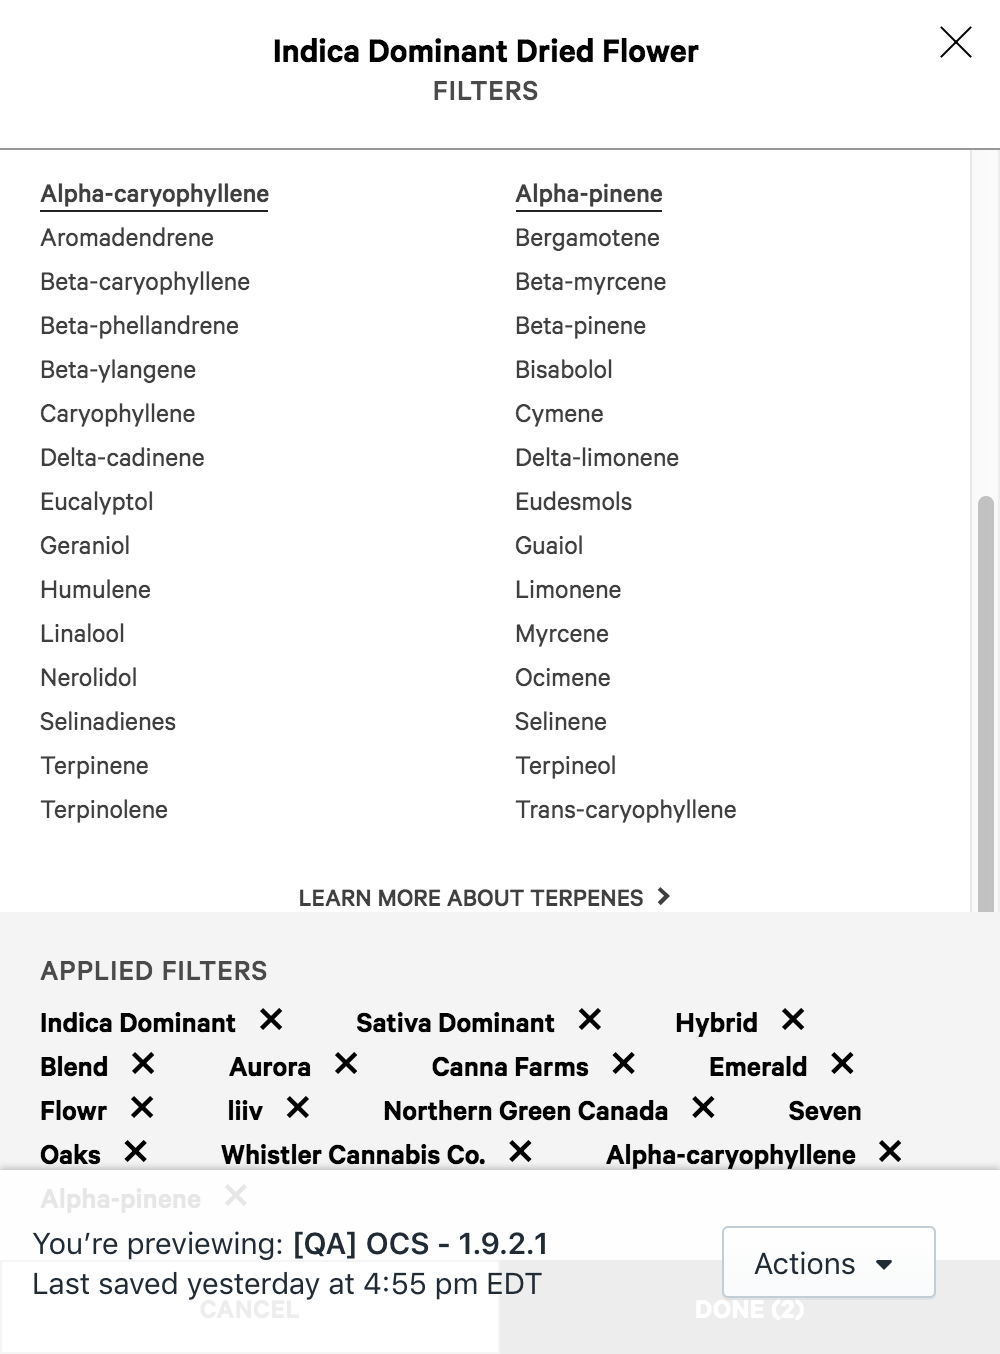 Indica Dominant Dried Flower
FILTERS
Alpha-caryophyllene Alpha-pinene
Aromadendrene Bergamotene
Beta-caryophyllene Beta-myrcene
Beta-phellandrene Beta-pinene
Beta-ylangene Bisabolol
Caryophyllene Cymene
Delta-cadinene Delta-limonene
Eucalyptol Eudesmols
Geraniol Guaiol
Humulene Limonene
Linalool Myrcene
Nerolidol Ocimene
Selinadienes Selinene
Terpinene Terpineol
Terpinolene Trans-caryophyllene
LEARN MORE ABOUT TERPENES
APPLIED FILTERS
Indica Dominant Sativa Dominant Hybrid
Blend Aurora Canna Farms Emerald
Flowr liiv Northern Green Canada Seven
Oaks Whistler Cannabis Co. Alpha-caryophyllene
Alpha-pinene
You're previewing: [QA] OCS - 1.9.2.1
Last saved yesterday at 4:55 pm EDT
Actions
CANCEL DONE (2)